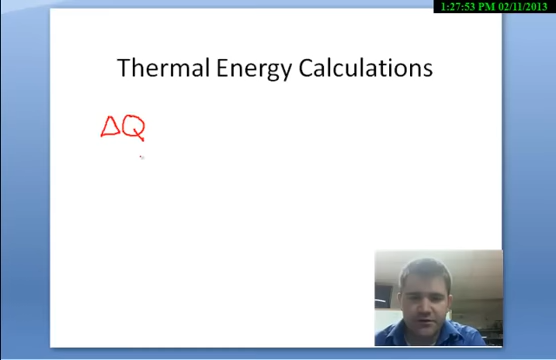 1:27:53 PM 02/11/2013
Thermal Energy Calculations
ΔQ